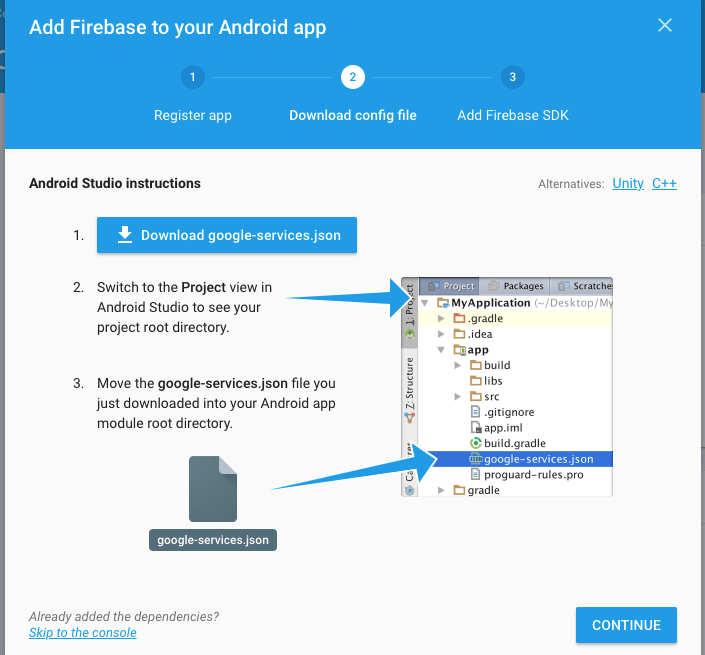 Add Firebase to your Android app
1
2
3
Register app
Download config file
Add Firebase SDK
Android Studio instructions
Alternatives: Unity C++
1. Download google-services.json
2. Switch to the Project view in
Android Studio to see your
project root directory.
3. Move the google-services.json file you
just downloaded into your Android app
module root directory.
google-services.json
Project Packages Scratches
1: Project
Z: Structure
MyApplication (~/Desktop/My
.gradle
.idea
app
build
libs
src
.gitignore
app.iml
build.gradle
google-services.json
proguard-rules.pro
gradle
Already added the dependencies?
Skip to the console
CONTINUE